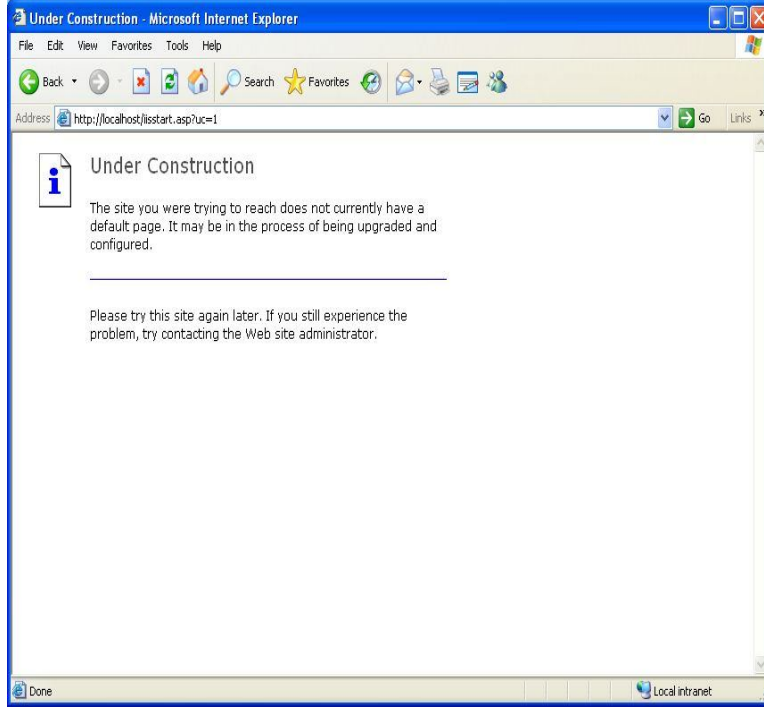 Under Construction - Microsoft Internet Explorer
File Edit View Favorites Tools Help
Back Search Favorites
Address http://localhost/iisstart.asp?uc=1 Go Links »
i Under Construction
The site you were trying to reach does not currently have a
default page. It may be in the process of being upgraded and
configured.
Please try this site again later. If you still experience the
problem, try contacting the Web site administrator.
Done Local intranet